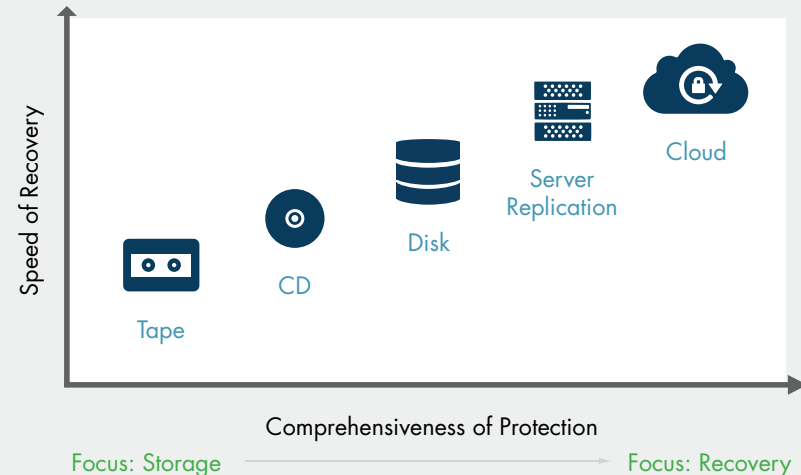 Speed of Recovery
Cloud
Server
Replication
Disk
CD
Tape
Comprehensiveness of Protection
Focus: Storage
Focus: Recovery